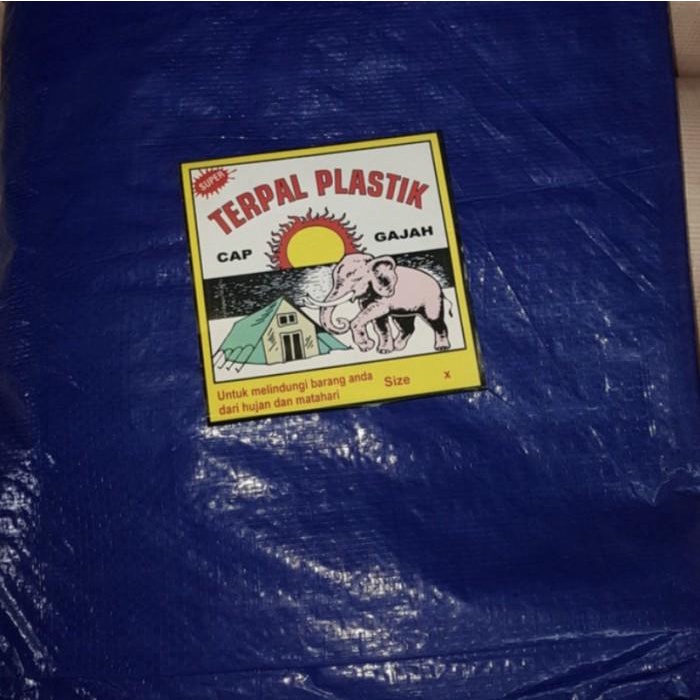 SUPER
TERPAL PLASTIK
CAP GAJAH
Untuk melindungi barang anda
dari hujan dan matahari
Size x